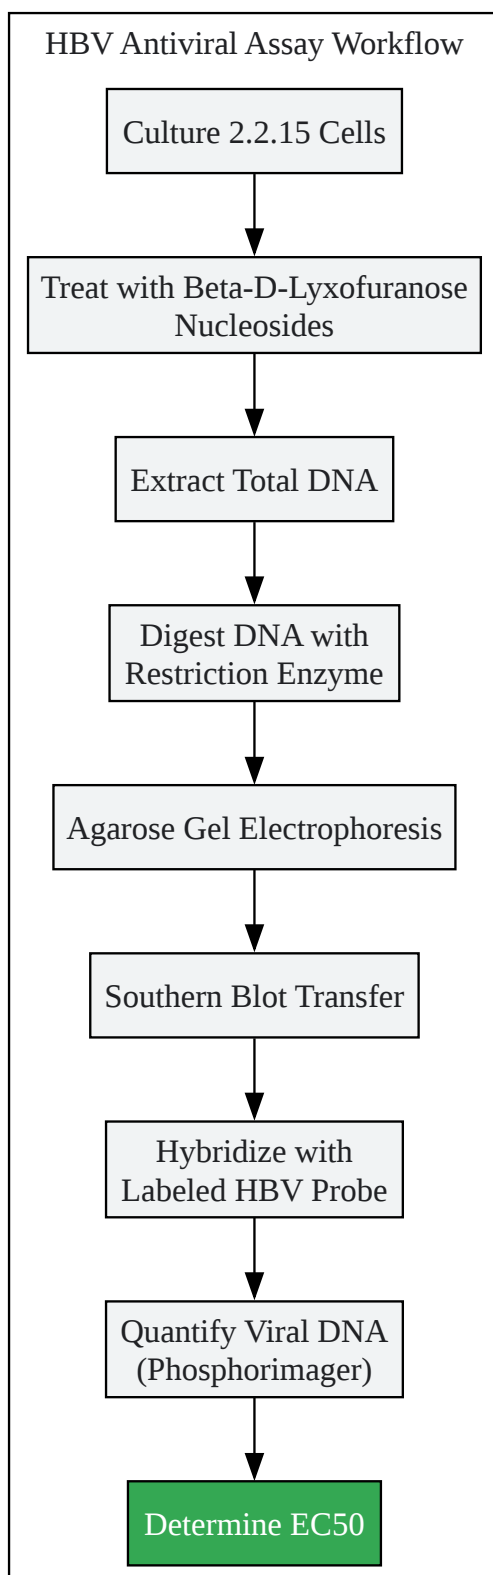 HBV Antiviral Assay Workflow
Culture 2.2.15 Cells
Treat with Beta-D-Lyxofuranose
Nucleosides
Extract Total DNA
Digest DNA with
Restriction Enzyme
Agarose Gel Electrophoresis
Southern Blot Transfer
Hybridize with
Labeled HBV Probe
Quantify Viral DNA
(Phosphorimager)
Determine EC50